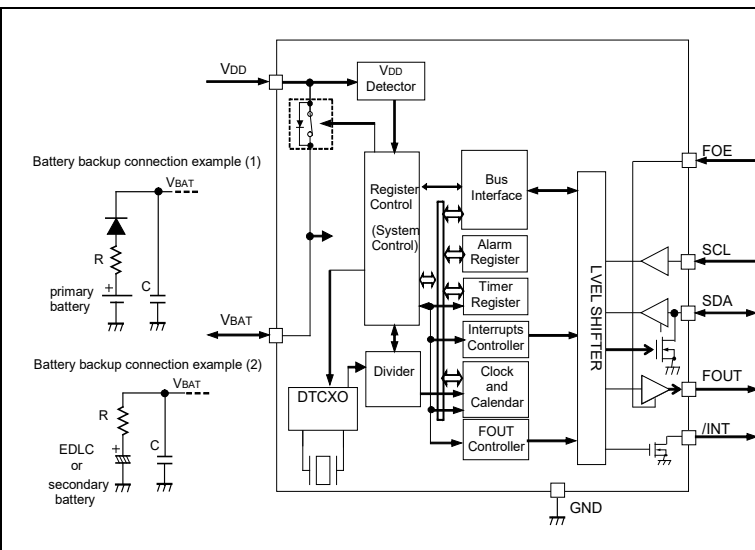 VDD
VDD
Detector
Battery backup connection example (1)
VBAT
R
C
+
primary
battery
VBAT
Battery backup connection example (2)
VBAT
R
C
+
EDLC
or
secondary
battery
Register
Control
(System
Control)
Divider
DTCXO
Bus
Interface
Alarm
Register
Timer
Register
Interrupts
Controller
Clock
and
Calendar
FOUT
Controller
LVEL SHIFTER
FOE
SCL
SDA
FOUT
/INT
GND